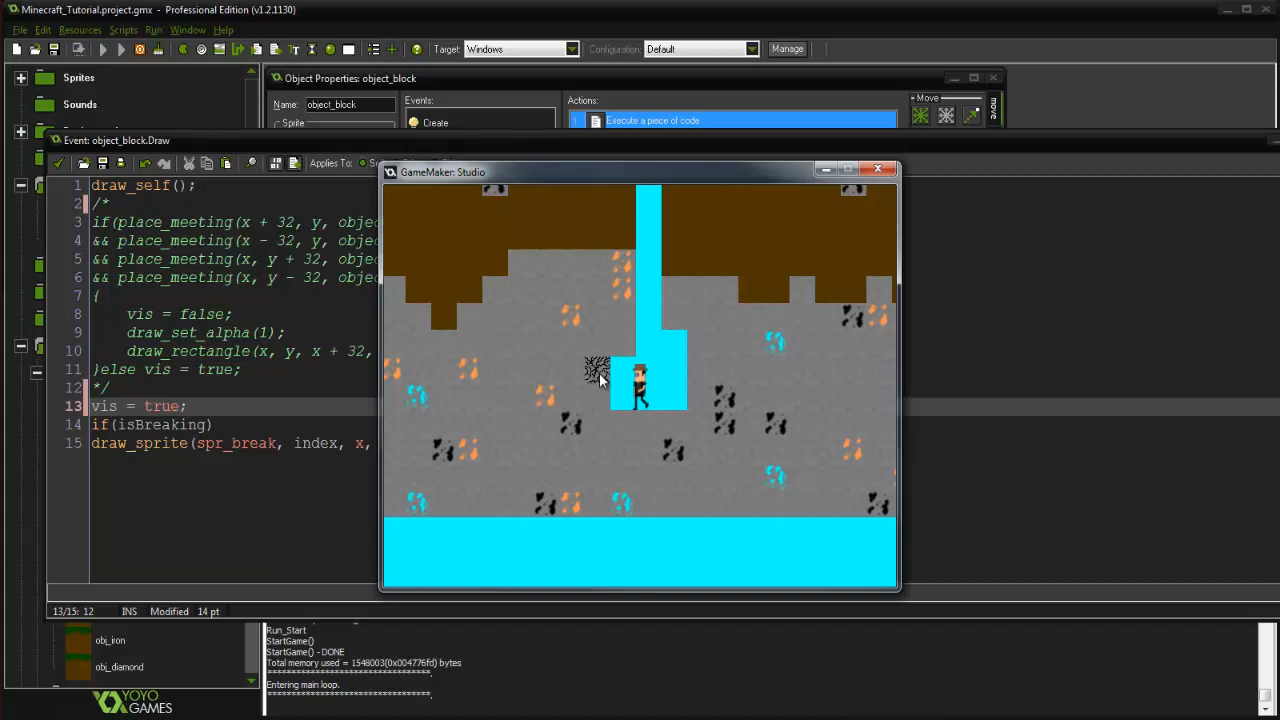 Minecraft_Tutorial.project.gmx - Professional Edition (v1.2.1130)
File Edit Resources Scripts Run Window Help
Target: Windows Configuration: Default Manage
Sprites
Sounds
Object Properties: object_block
Name: object_block
Sprite
Events:
Create
Actions:
Execute a piece of code
Move
move
Event: object_block.Draw
Applies To:
GameMaker: Studio
1 draw_self();
2 /*
3 if(place_meeting(x + 32, y, objec
4 && place_meeting(x - 32, y, objec
5 && place_meeting(x, y + 32, objec
6 && place_meeting(x, y - 32, objec
7 {
8 vis = false;
9 draw_set_alpha(1);
10 draw_rectangle(x, y, x + 32,
11 }else vis = true;
12 */
13 vis = true;
14 if(isBreaking)
15 draw_sprite(spr_break, index, x,
13/15: 12 INS Modified 14 pt
obj_iron
obj_diamond
YOYO
GAMES
Run_Start
StartGame()
StartGame() - DONE
Total memory used = 1548003(0x004776fd) bytes
Entering main loop.